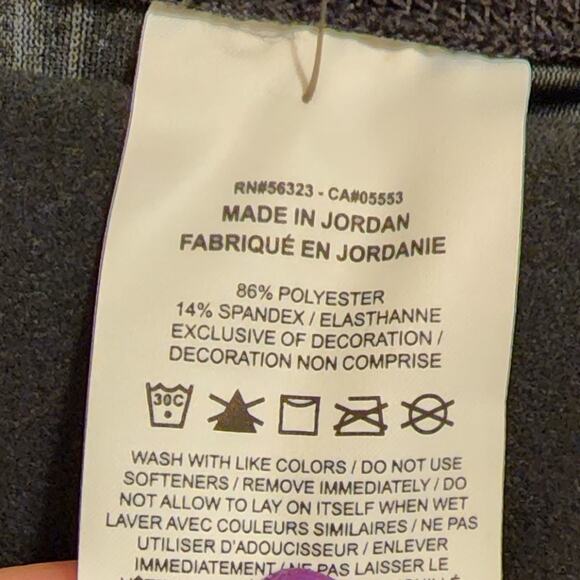 RN#56323 - CA#05553
MADE IN JORDAN
FABRIQUÉ EN JORDANIE
86% POLYESTER
14% SPANDEX / ELASTHANNE
EXCLUSIVE OF DECORATION /
DECORATION NON COMPRISE
30C
WASH WITH LIKE COLORS / DO NOT USE
SOFTENERS / REMOVE IMMEDIATELY / DO
NOT ALLOW TO LAY ON ITSELF WHEN WET
LAVER AVEC COULEURS SIMILAIRES / NE PAS
UTILISER D'ADOUCISSEUR / ENLEVER
IMMEDIATEMENT / NE PAS LAISSER LE